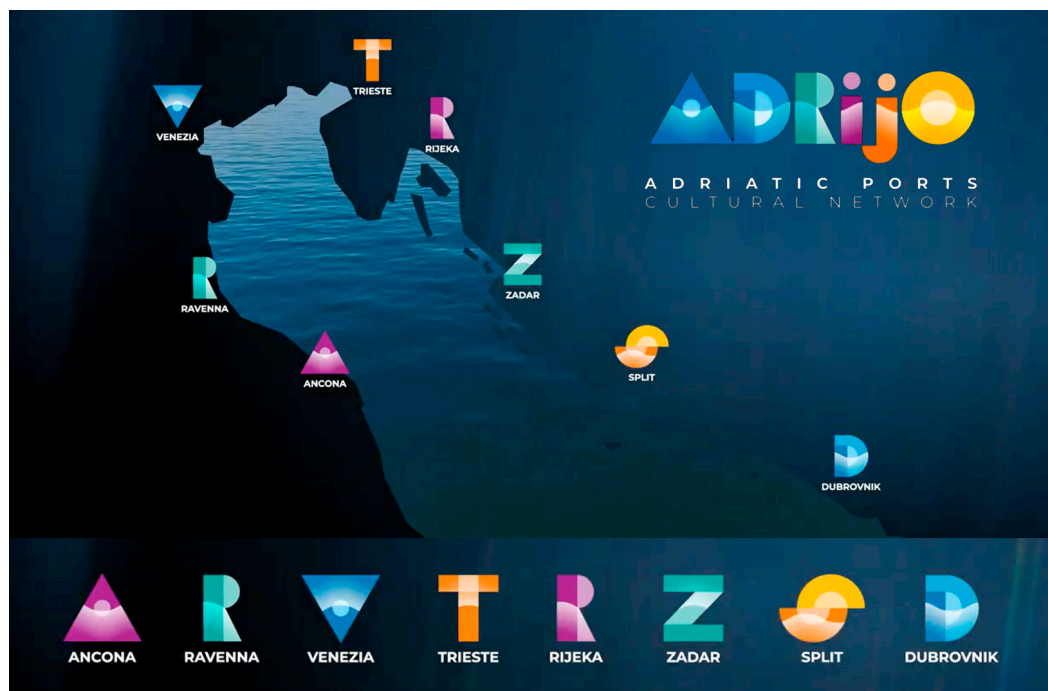 T
TRIESTE
V
VENEZIA
R
RIJEKA
ADRijO
ADRIATIC PORTS
CULTURAL NETWORK
R
RAVENNA
Z
ZADAR
A
ANCONA
S
SPLIT
D
DUBROVNIK
A R V T R Z S D
ANCONA RAVENNA VENEZIA TRIESTE RIJEKA ZADAR SPLIT DUBROVNIK